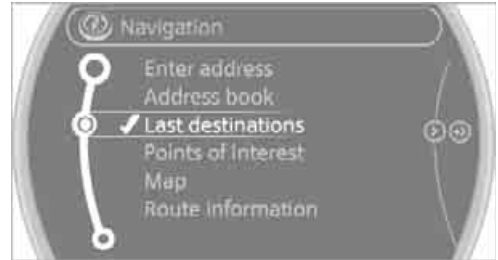 Navigation
Enter address
Address book
Last destinations
Points of Interest
Map
Route information